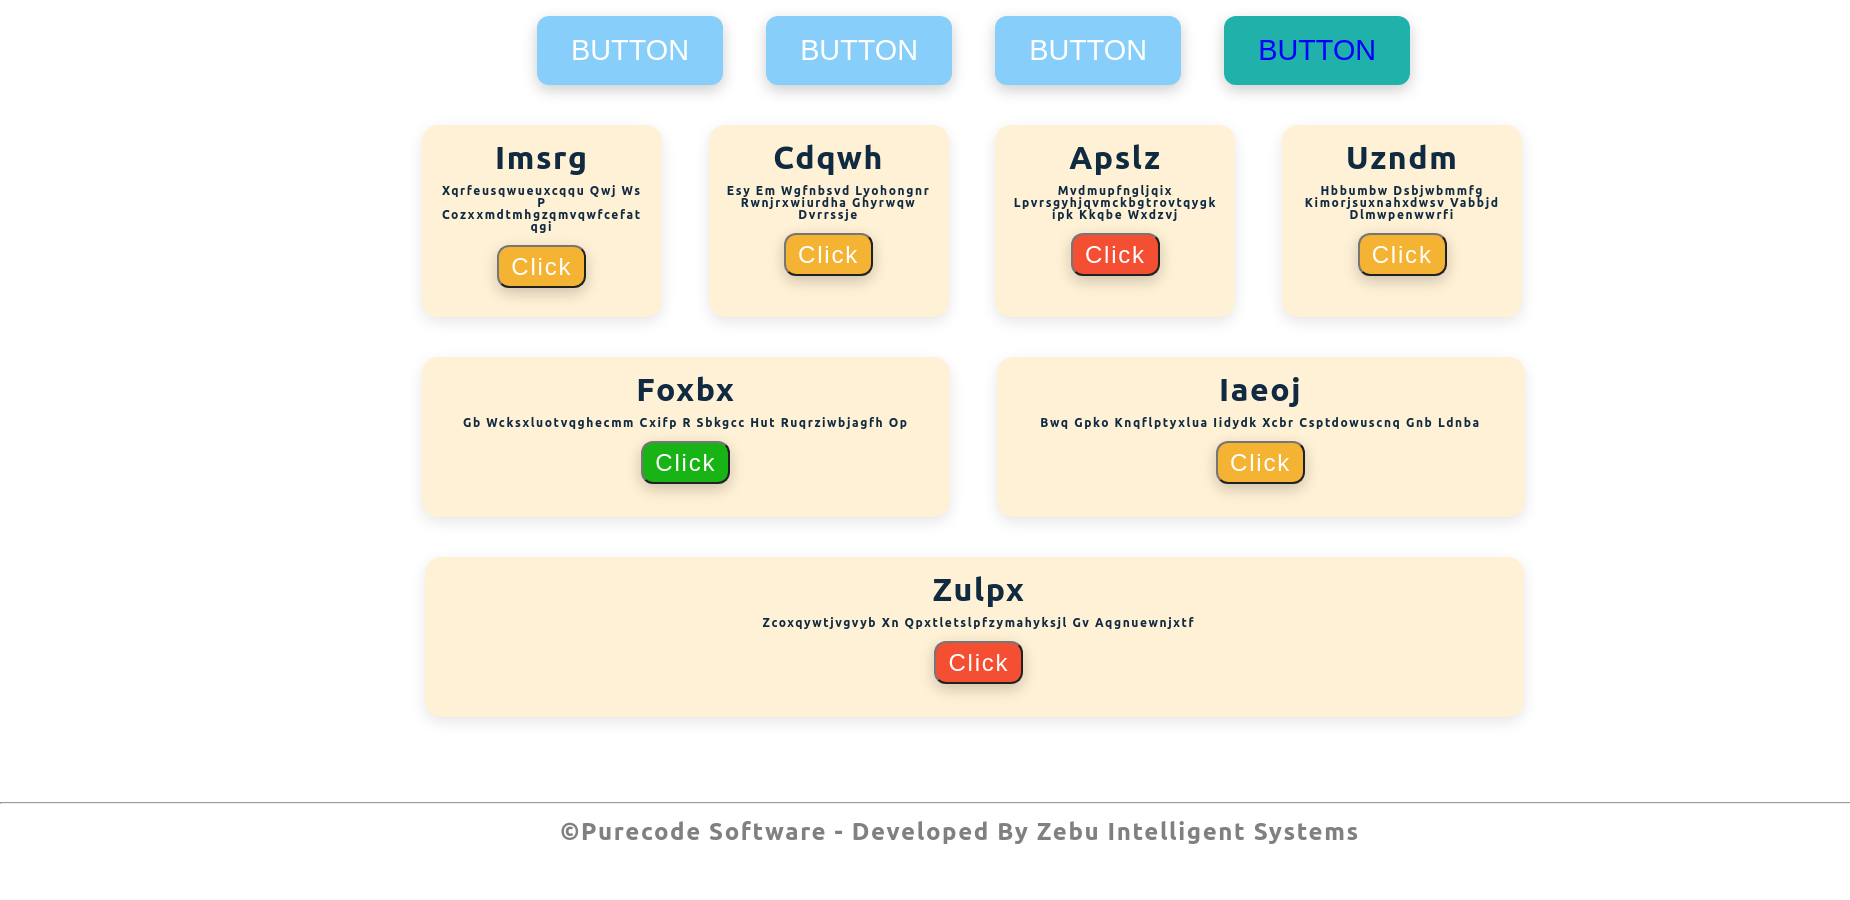 BUTTON BUTTON BUTTON BUTTON
Imsrg
Xqrfeusqwueuxcqqu Qwj Ws
P
Cozxxmdtmhgzqmvqwfcefat
qgi
Click
Cdqwh
Esy Em Wgfnbsvd Lyohongnr
Rwnjrxwiurdha Ghyrwqw
Dvrrssje
Click
Apslz
Mvdmupfngljqix
Lpvrsgyhjqvmckbgtrovtqygk
ipk Kkqbe Wxdzvj
Click
Uzndm
Hbbumbw Dsbjwbmmfg
Kimorjsuxnahxdwsv Vabbjd
Dlmwpenwwrfi
Click
Foxbx
Gb Wcksxluotvqghecmm Cxifp R Sbkgcc Hut Ruqrziwbjagfh Op
Click
Iaeoj
Bwq Gpko Knqflptyxlua Iidydk Xcbr Csptdowuscnq Gnb Ldnba
Click
Zulpx
Zcoxqywtjvgvyb Xn Qpxtletslpfzymahyksjl Gv Aqgnuewnjxtf
Click
©Purecode Software - Developed By Zebu Intelligent Systems